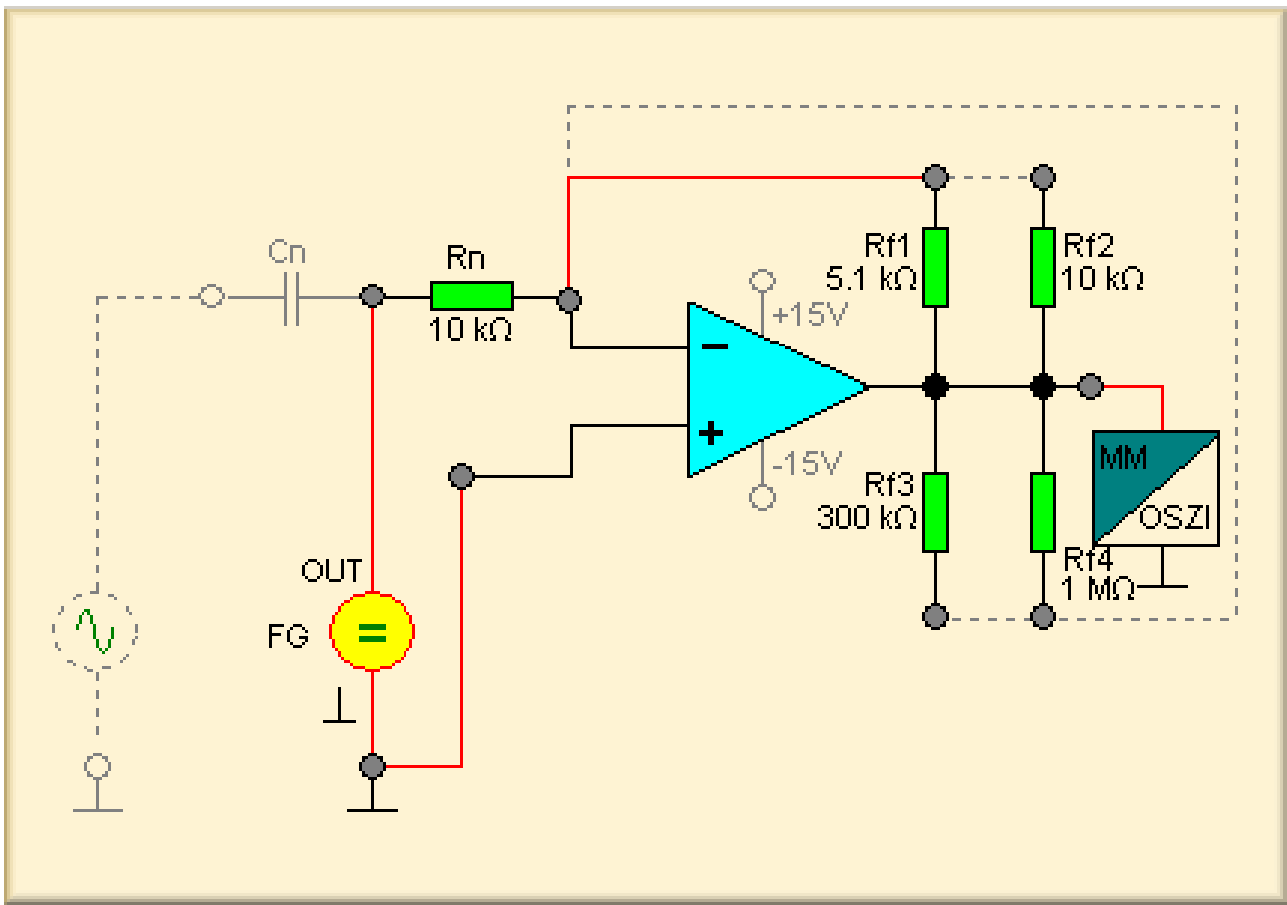 Cn
Rn
10 kΩ
Rf1
5.1 kΩ
Rf2
10 kΩ
+15V
−
+
-15V
Rf3
300 kΩ
Rf4
1 MΩ
MM
OSZI
OUT
FG
=